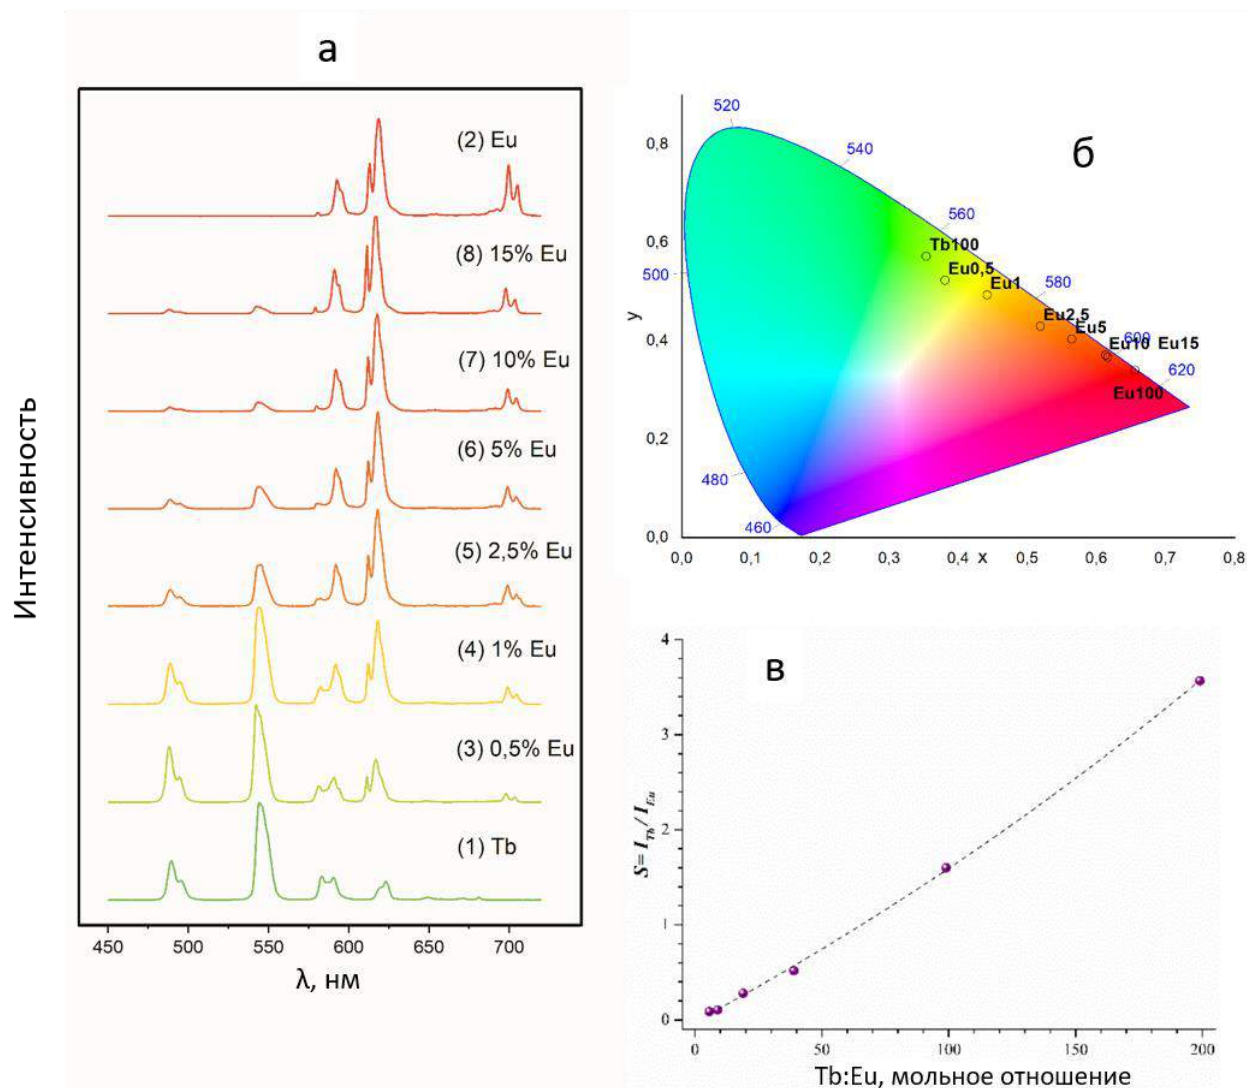 а
(2) Eu
(8) 15% Eu
(7) 10% Eu
(6) 5% Eu
(5) 2,5% Eu
(4) 1% Eu
(3) 0,5% Eu
(1) Tb
Интенсивность
450 500 550 600 650 700
λ, нм
б
520
540
560
500
580
600
620
480
460
Tb100
Eu0,5
Eu1
Eu2,5
Eu5
Eu10 Eu15
Eu100
0,8
0,6
y
0,4
0,2
0,0
0,0 0,1 0,2 0,3 0,4 x 0,5 0,6 0,7 0,8
в
4
3
2
1
0
S= I Tb / I Eu
0 50 100 150 200
Tb:Eu, мольное отношение